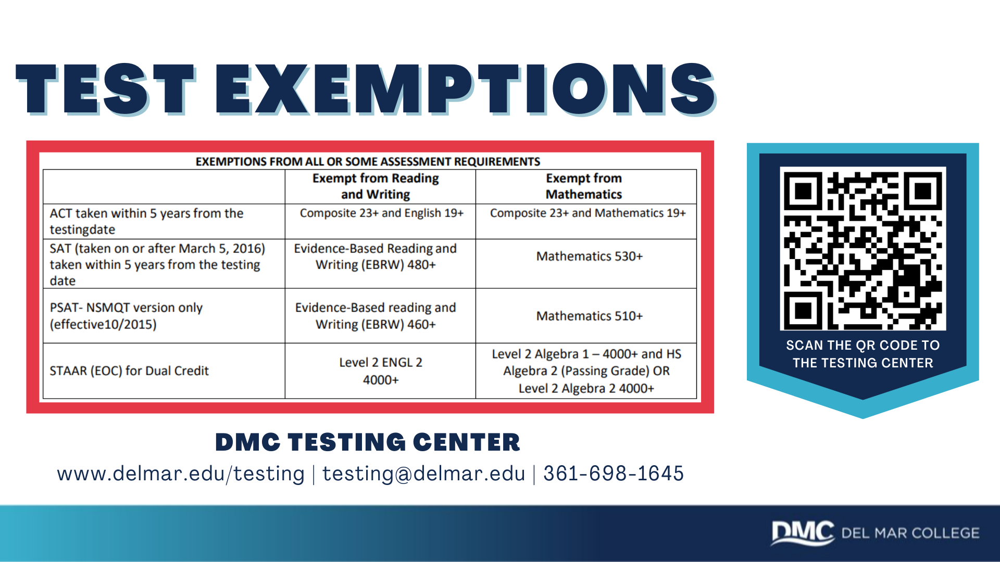 TEST EXEMPTIONS
EXEMPTIONS FROM ALL OR SOME ASSESSMENT REQUIREMENTS
Exempt from Reading
and Writing
Exempt from
Mathematics
ACT taken within 5 years from the
testingdate
Composite 23+ and English 19+
Composite 23+ and Mathematics 19+
SAT (taken on or after March 5, 2016)
taken within 5 years from the testing
date
Evidence-Based Reading and
Writing (EBRW) 480+
Mathematics 530+
PSAT- NSMQT version only
(effective10/2015)
Evidence-Based reading and
Writing (EBRW) 460+
Mathematics 510+
STAAR (EOC) for Dual Credit
Level 2 ENGL 2
4000+
Level 2 Algebra 1 – 4000+ and HS
Algebra 2 (Passing Grade) OR
Level 2 Algebra 2 4000+
SCAN THE QR CODE TO
THE TESTING CENTER
DMC TESTING CENTER
www.delmar.edu/testing | testing@delmar.edu | 361-698-1645
DMC DEL MAR COLLEGE